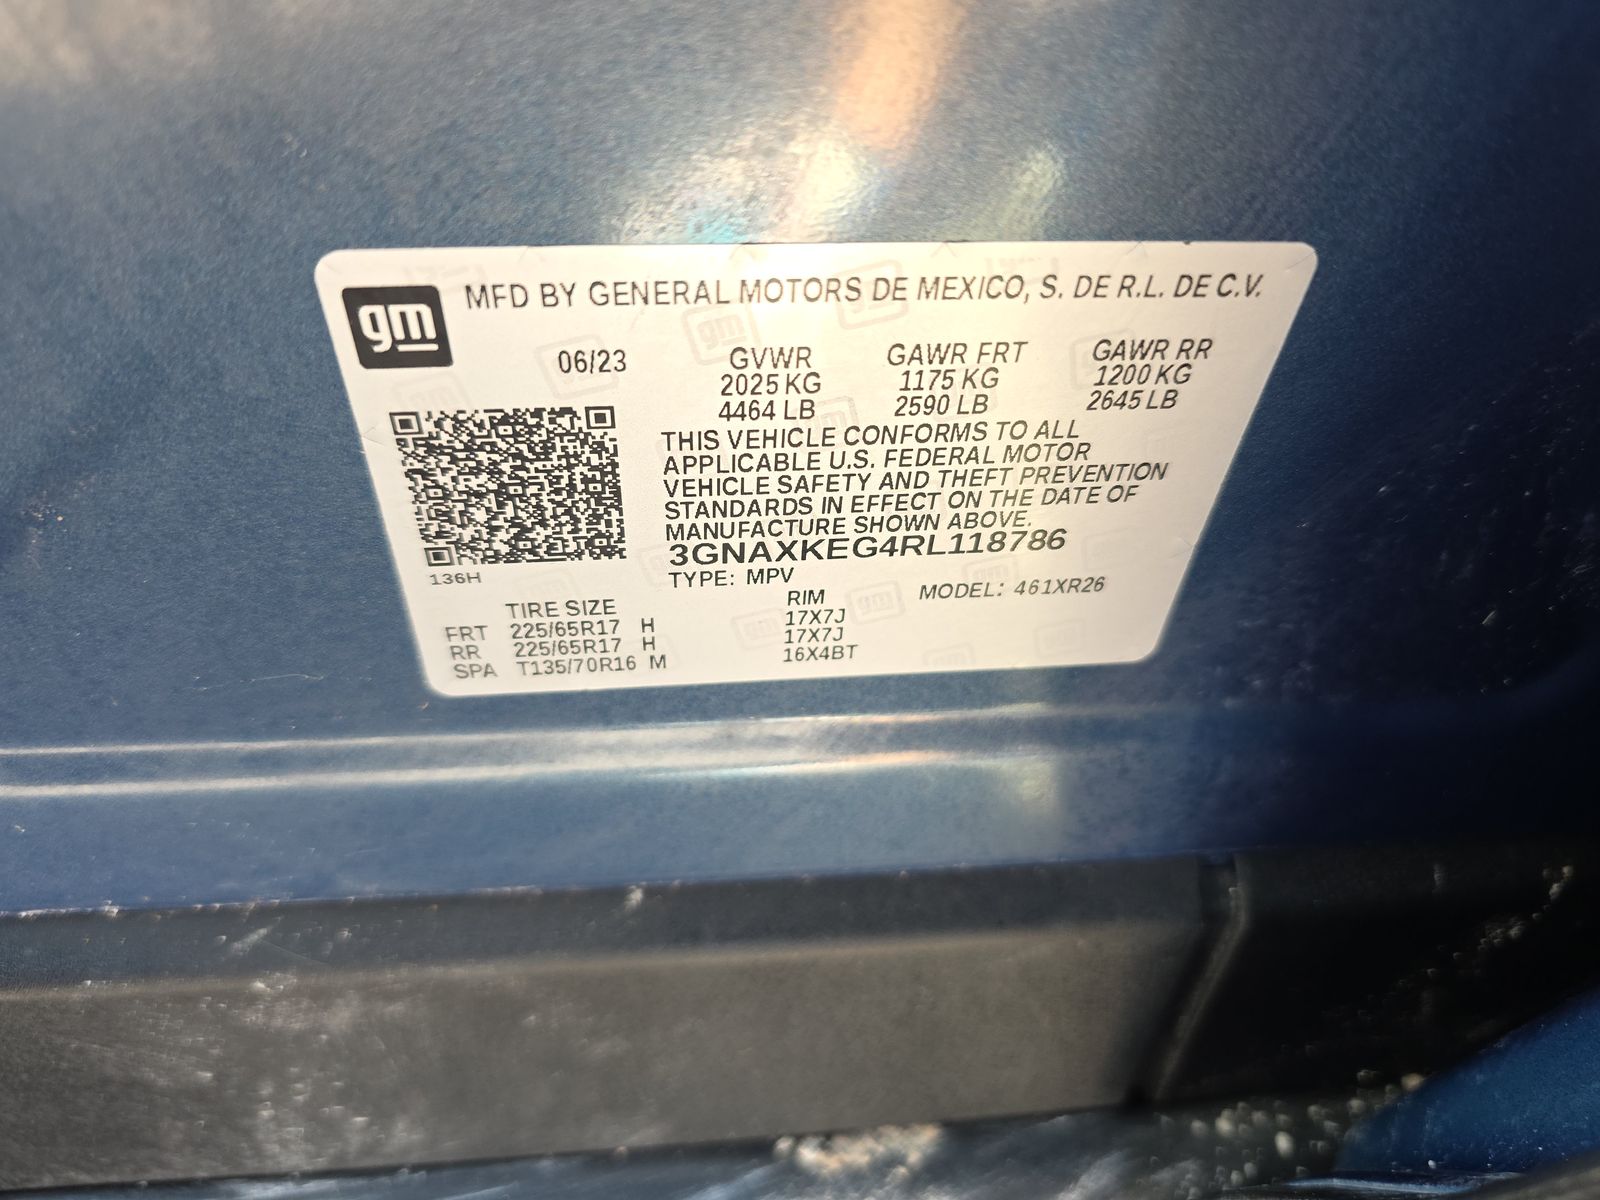 gm
MFD BY GENERAL MOTORS DE MEXICO, S. DE R.L. DE C.V.
06/23
GVWR GAWR FRT GAWR RR
2025 KG 1175 KG 1200 KG
4464 LB 2590 LB 2645 LB
THIS VEHICLE CONFORMS TO ALL
APPLICABLE U.S. FEDERAL MOTOR
VEHICLE SAFETY AND THEFT PREVENTION
STANDARDS IN EFFECT ON THE DATE OF
MANUFACTURE SHOWN ABOVE.
3GNAXKEG4RL118786
136H
TYPE: MPV MODEL: 461XR26
TIRE SIZE RIM
FRT 225/65R17 H 17X7J
RR 225/65R17 H 17X7J
SPA T135/70R16 M 16X4BT